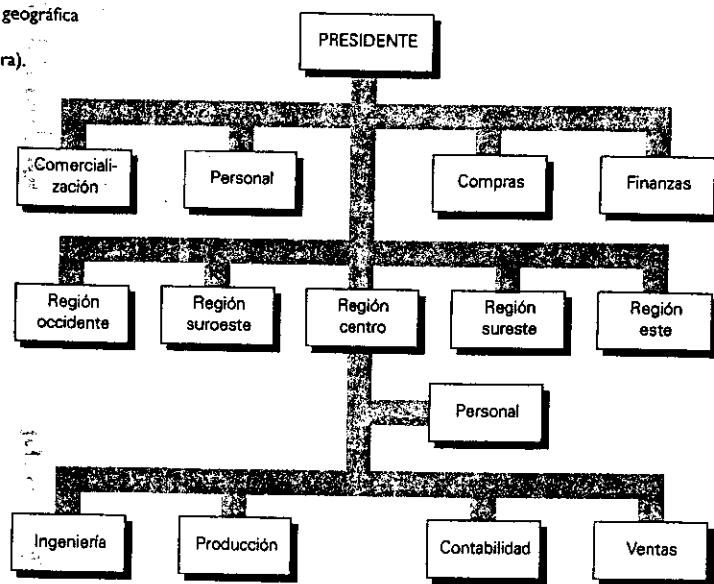 geográfica
ra).
PRESIDENTE
Comerciali-
zación
Personal
Compras
Finanzas
Región
occidente
Región
suroeste
Región
centro
Región
sureste
Región
este
Personal
Ingeniería
Producción
Contabilidad
Ventas